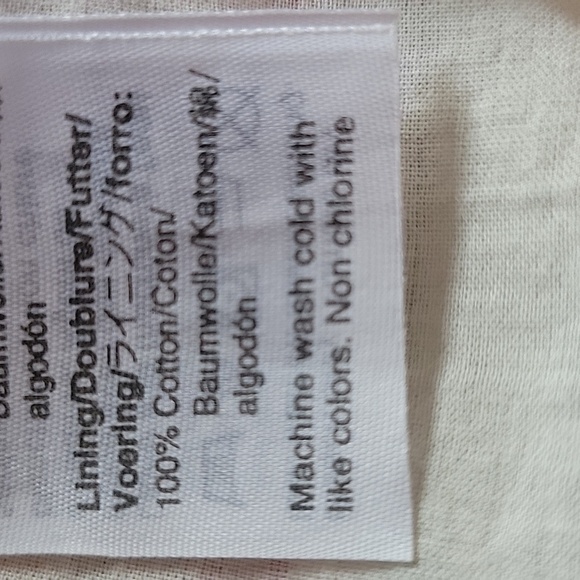 algodón
Lining/Doublure/Futter/
Voering/ライニング/forro:
100% Cotton/Coton/
Baumwolle/Katoen/綿/
algodón
Machine wash cold with
like colors. Non chlorine